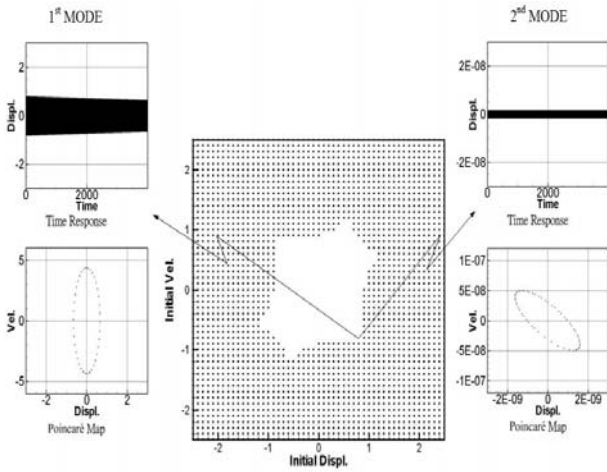 1st MODE
2
0
-2
Displ.
0 2000
Time
Time Response
5
0
-5
Vel.
-2 0 2
Displ.
Poincaré Map
2
1
0
-1
-2
Initial Vel.
-2 -1 0 1 2
Initial Displ.
2nd MODE
2E-08
0
-2E-08
Displ.
0 2000
Time
Time Response
1E-07
5E-08
0
-5E-08
-1E-07
Vel.
-2E-09 0 2E-09
Displ.
Poincaré Map